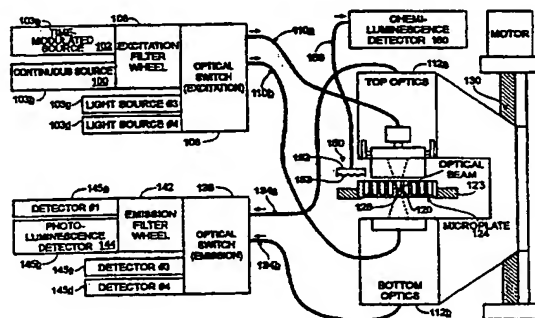 103a
TIME-
MODULATED
SOURCE 102
CONTINUOUS SOURCE
100
103b
103c
LIGHT SOURCE #3
103d
LIGHT SOURCE #4
106
EXCITATION
FILTER
WHEEL
OPTICAL
SWITCH
(EXCITATION)
108
110a
110b
CHEMI-
LUMINESCENCE
DETECTOR 160
MOTOR
TOP OPTICS
112a
130
OPTICAL
BEAM
123
MICROPLATE
124
120
BOTTOM
OPTICS
112b
145a
DETECTOR #1
PHOTO-
LUMINESCENCE
DETECTOR 144
145b
145c
DETECTOR #3
145d
DETECTOR #4
142
EMISSION
FILTER
WHEEL
OPTICAL
SWITCH
(EMISSION)
134a
134b